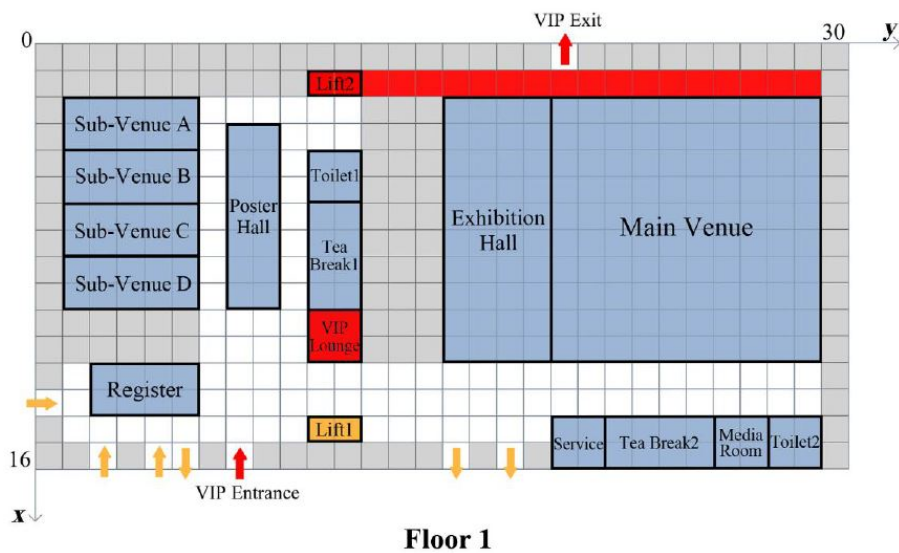 VIP Exit
0
30
y
Lift2
Sub-Venue A
Sub-Venue B
Sub-Venue C
Sub-Venue D
Poster
Hall
Toilet1
Tea
Break1
VIP
Lounge
Exhibition
Hall
Main Venue
Register
Lift1
Service
Tea Break2
Media
Room
Toilet2
16
x
VIP Entrance
Floor 1